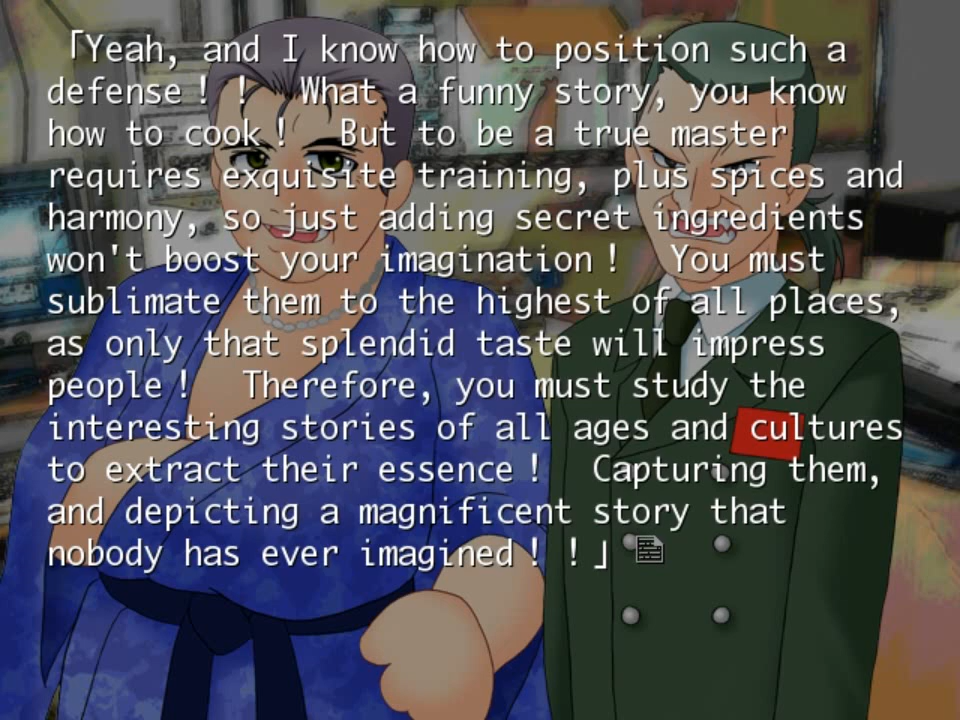 「Yeah, and I know how to position such a
defense！！ What a funny story, you know
how to cook！ But to be a true master
requires exquisite training, plus spices and
harmony, so just adding secret ingredients
won't boost your imagination！ You must
sublimate them to the highest of all places,
as only that splendid taste will impress
people！ Therefore, you must study the
interesting stories of all ages and cultures
to extract their essence！ Capturing them,
and depicting a magnificent story that
nobody has ever imagined！！」